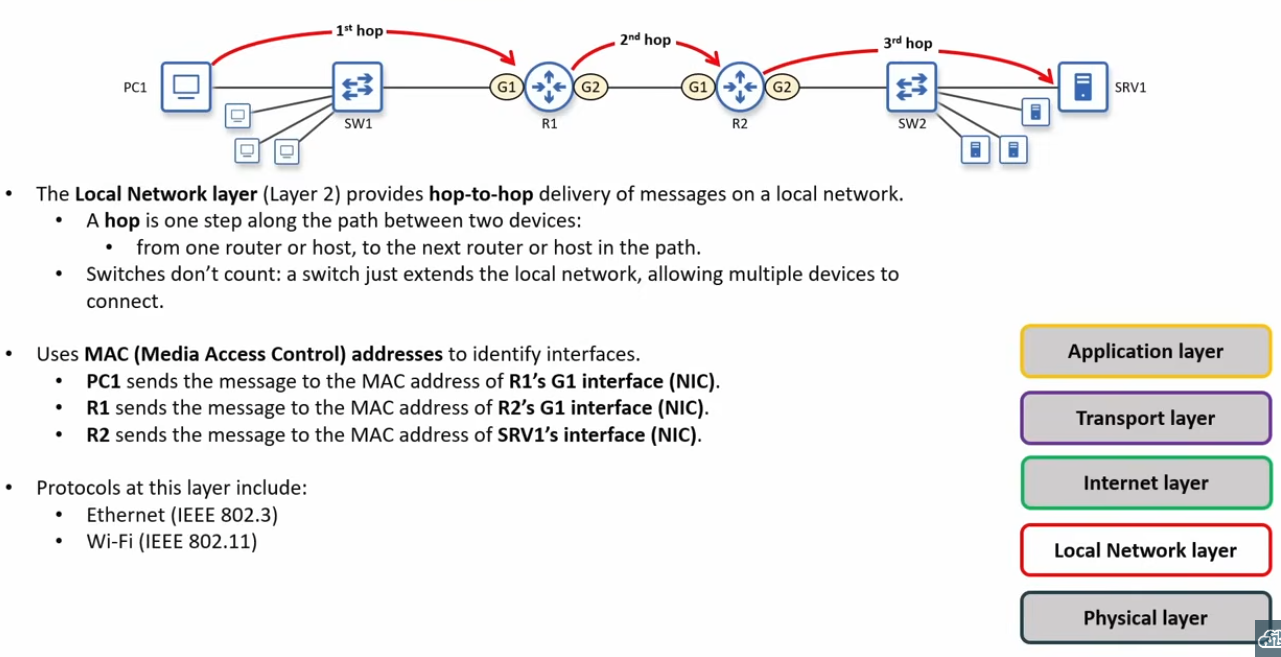 1st hop
2nd hop
3rd hop
PC1
G1
G2
G1
G2
SRV1
SW1
R1
R2
SW2
• The Local Network layer (Layer 2) provides hop-to-hop delivery of messages on a local network.
• A hop is one step along the path between two devices:
• from one router or host, to the next router or host in the path.
• Switches don't count: a switch just extends the local network, allowing multiple devices to
connect.
• Uses MAC (Media Access Control) addresses to identify interfaces.
• PC1 sends the message to the MAC address of R1's G1 interface (NIC).
• R1 sends the message to the MAC address of R2's G1 interface (NIC).
• R2 sends the message to the MAC address of SRV1's interface (NIC).
• Protocols at this layer include:
• Ethernet (IEEE 802.3)
• Wi-Fi (IEEE 802.11)
Application layer
Transport layer
Internet layer
Local Network layer
Physical layer